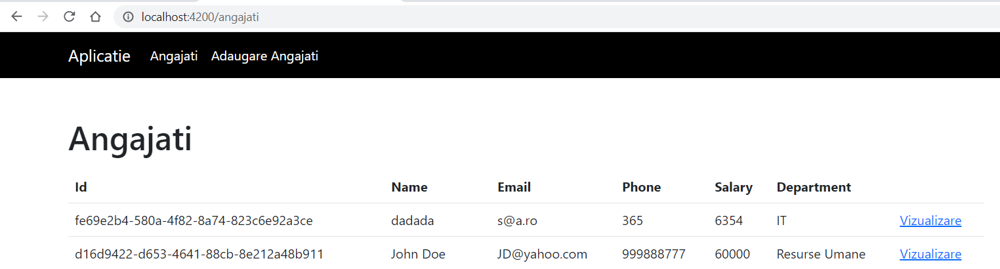 localhost:4200/angajati
Aplicatie Angajati Adaugare Angajati
Angajati
Id Name Email Phone Salary Department
fe69e2b4-580a-4f82-8a74-823c6e92a3ce dadada s@a.ro 365 6354 IT Vizualizare
d16d9422-d653-4641-88cb-8e212a48b911 John Doe JD@yahoo.com 999888777 60000 Resurse Umane Vizualizare